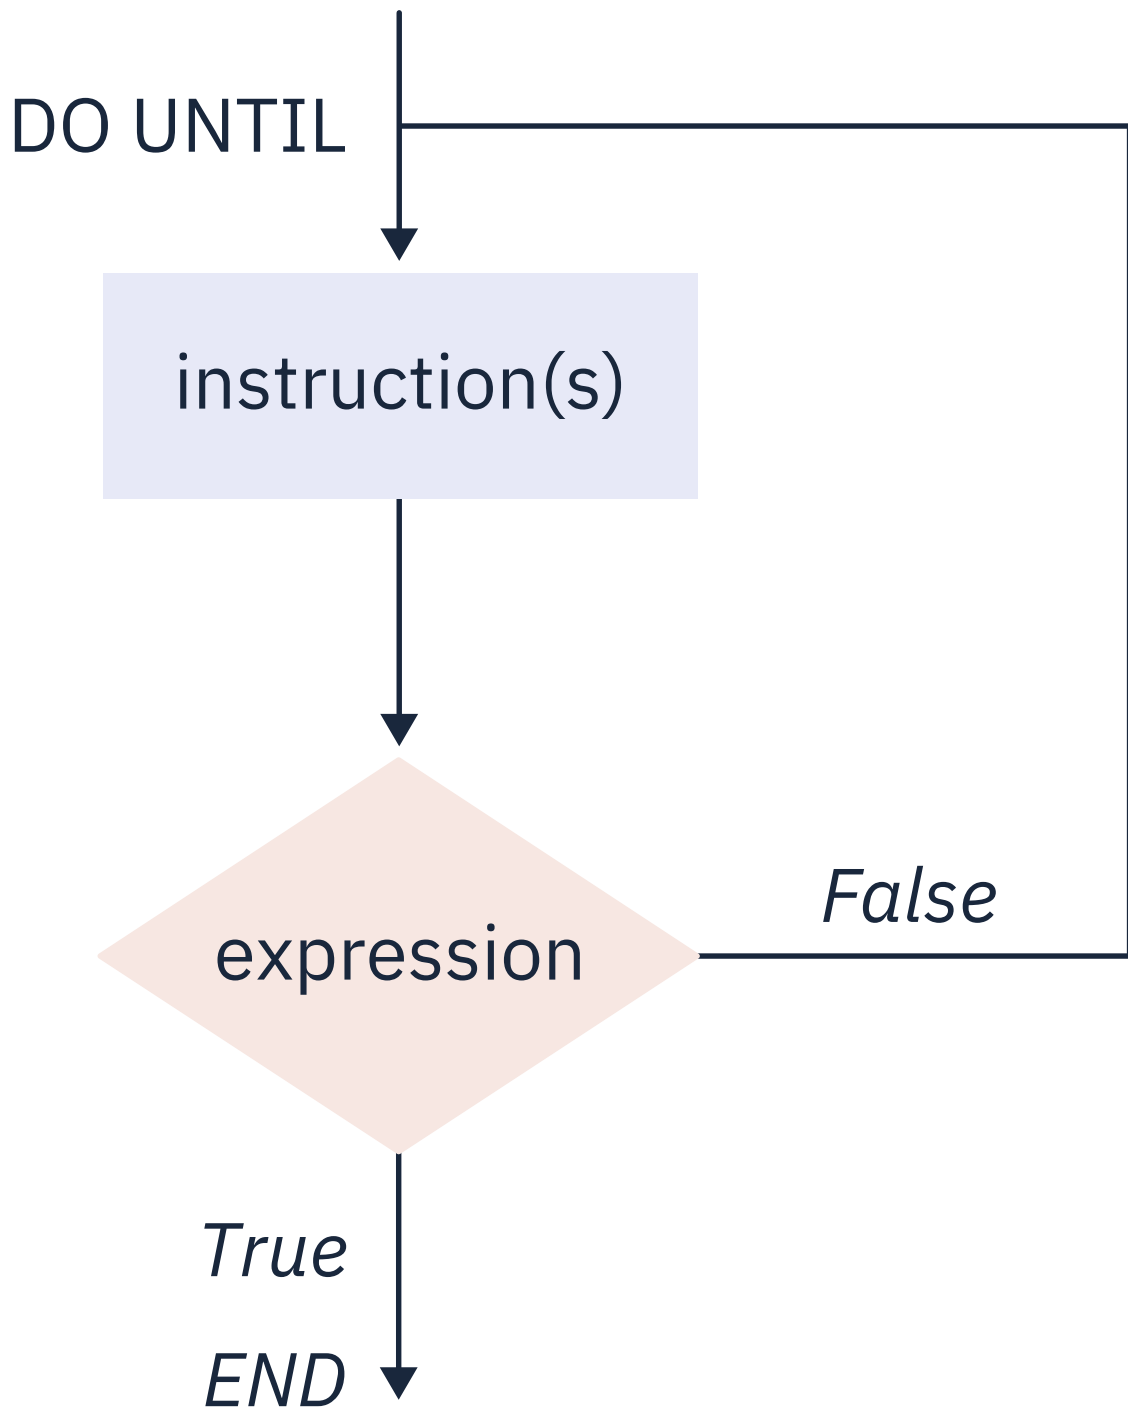 DO UNTIL
instruction(s)
expression
False
True
END